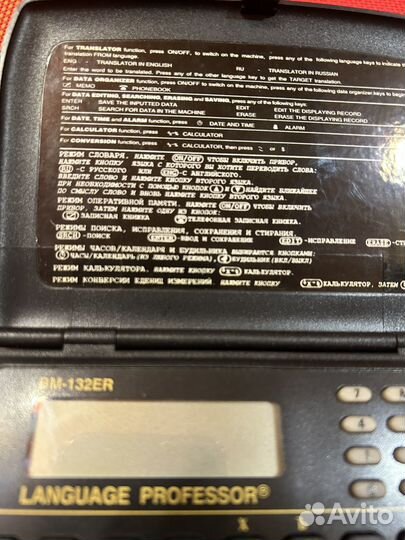 For TRANSLATOR function, press ON/OFF, to switch on the machine, press any of the following language keys to indicate th
translation FROM language.
ENG TRANSLATOR IN ENGLISH RU TRANSLATOR IN RUSSIAN
Enter the word to be translated. Press any of the other language key to get the TARGET translation.
For DATA ORGANIZER function, press ON/OFF to switch on machine, press any of the following data organizer keys to begin
MEMO PHONEBOOK
For DATA EDITING, SEARCHING, ERASING and SAVING, press any of the following keys:
ENTER SAVE THE INPUTTED DATA EDIT EDIT THE DISPLAYING RECORD
SRCH SEARCH FOR DATA IN THE MACHINE ERASE ERASE THE DISPLAYING RECORD
For DATE, TIME and ALARM function, press DATE AND TIME ALARM
For CALCULATOR function, press CALCULATOR
For CONVERSION function, press CALCULATOR, then press or $
РЕЖИМ СЛОВАРЯ. НАЖМИТЕ ON/OFF ЧТОБЫ ВКЛЮЧИТЬ ПРИБОР,
НАЖМИТЕ КНОПКУ ЯЗЫКА С КОТОРОГО ВЫ ХОТИТЕ ПЕРЕВОДИТЬ
RU -С РУССКОГО ИЛИ ENG -С АНГЛИЙСКОГО.
ВВЕДИТЕ СЛОВО И НАЖМИТЕ КНОПКУ ВТОРОГО ЯЗЫКА.
ПРИ НЕОБХОДИМОСТИ С ПОМОЩЬЮ КНОПОК И НАЙДИТЕ БЛИЖАЙШЕЕ
ПО СМЫСЛУ СЛОВО И ВНОВЬ НАЖМИТЕ КНОПКУ ВТОРОГО ЯЗЫКА.
РЕЖИМ ОПЕРАТИВНОЙ ПАМЯТИ. НАЖМИТЕ ON/OFF ЧТОБЫ ВКЛЮЧИТЬ
ПРИБОР, ЗАТЕМ НАЖМИТЕ ОДНУ ИЗ КНОПОК:
ЗАПИСНАЯ КНИЖКА. ТЕЛЕФОННАЯ ЗАПИСНАЯ КНИЖКА.
РЕЖИМЫ ПОИСКА, ИСПРАВЛЕНИЯ, СОХРАНЕНИЯ И СТИРАНИЯ
SRCH -ПОИСК ENTER -ВВОД И СОХРАНЕНИЕ EDIT -ИСПРАВЛЕНИЕ ERASE -СТ
РЕЖИМЫ ЧАСОВ/КАЛЕНДАРЯ И БУДИЛЬНИКА ВЫБИРАЮТСЯ КНОПКАМИ:
ЧАСЫ/КАЛЕНДАРЬ (ИЗ ЛЮБОГО РЕЖИМА), БУДИЛЬНИК (ВКЛ/ВЫКЛ)
РЕЖИМ КАЛЬКУЛЯТОРА. НАЖМИТЕ КНОПКУ КАЛЬКУЛЯТОР.
РЕЖИМ КОНВЕРСИИ ЕДЕНИЦ ИЗМЕРЕНИЙ. НАЖМИТЕ КНОПКУ КАЛЬКУЛЯТОР, ЗАТЕМ
DM-132ER
7
4
1
LANGUAGE PROFESSOR®
X $
Avito